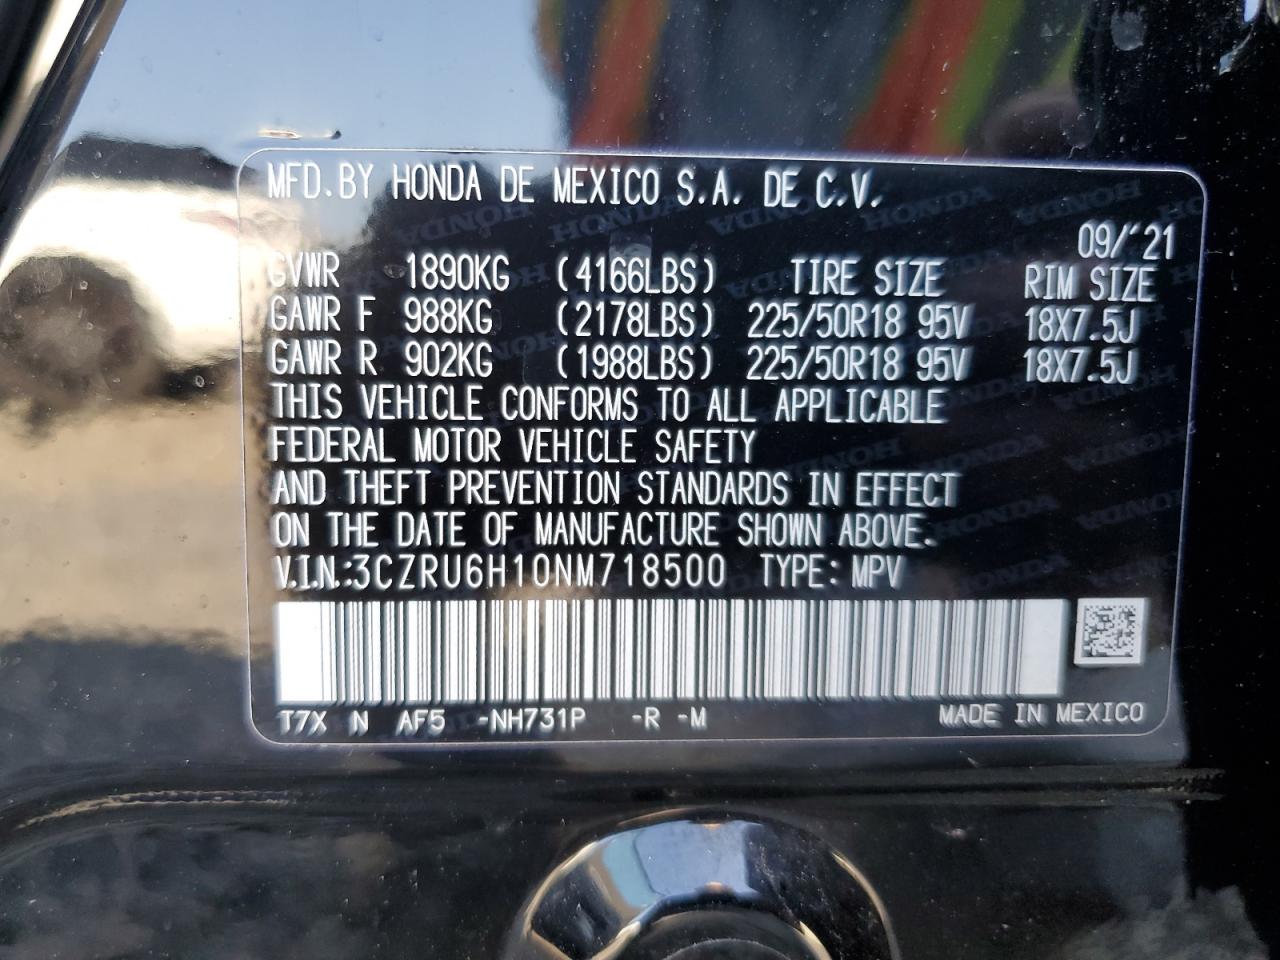 MFD.BY HONDA DE MEXICO S.A. DE C.V.
09/'21
GVWR 1890KG (4166LBS) TIRE SIZE RIM SIZE
GAWR F 988KG (2178LBS) 225/50R18 95V 18X7.5J
GAWR R 902KG (1988LBS) 225/50R18 95V 18X7.5J
THIS VEHICLE CONFORMS TO ALL APPLICABLE
FEDERAL MOTOR VEHICLE SAFETY
AND THEFT PREVENTION STANDARDS IN EFFECT
ON THE DATE OF MANUFACTURE SHOWN ABOVE.
V.I.N.:3CZRU6H10NM718500 TYPE: MPV
T7X N AF5 -NH731P -R -M MADE IN MEXICO